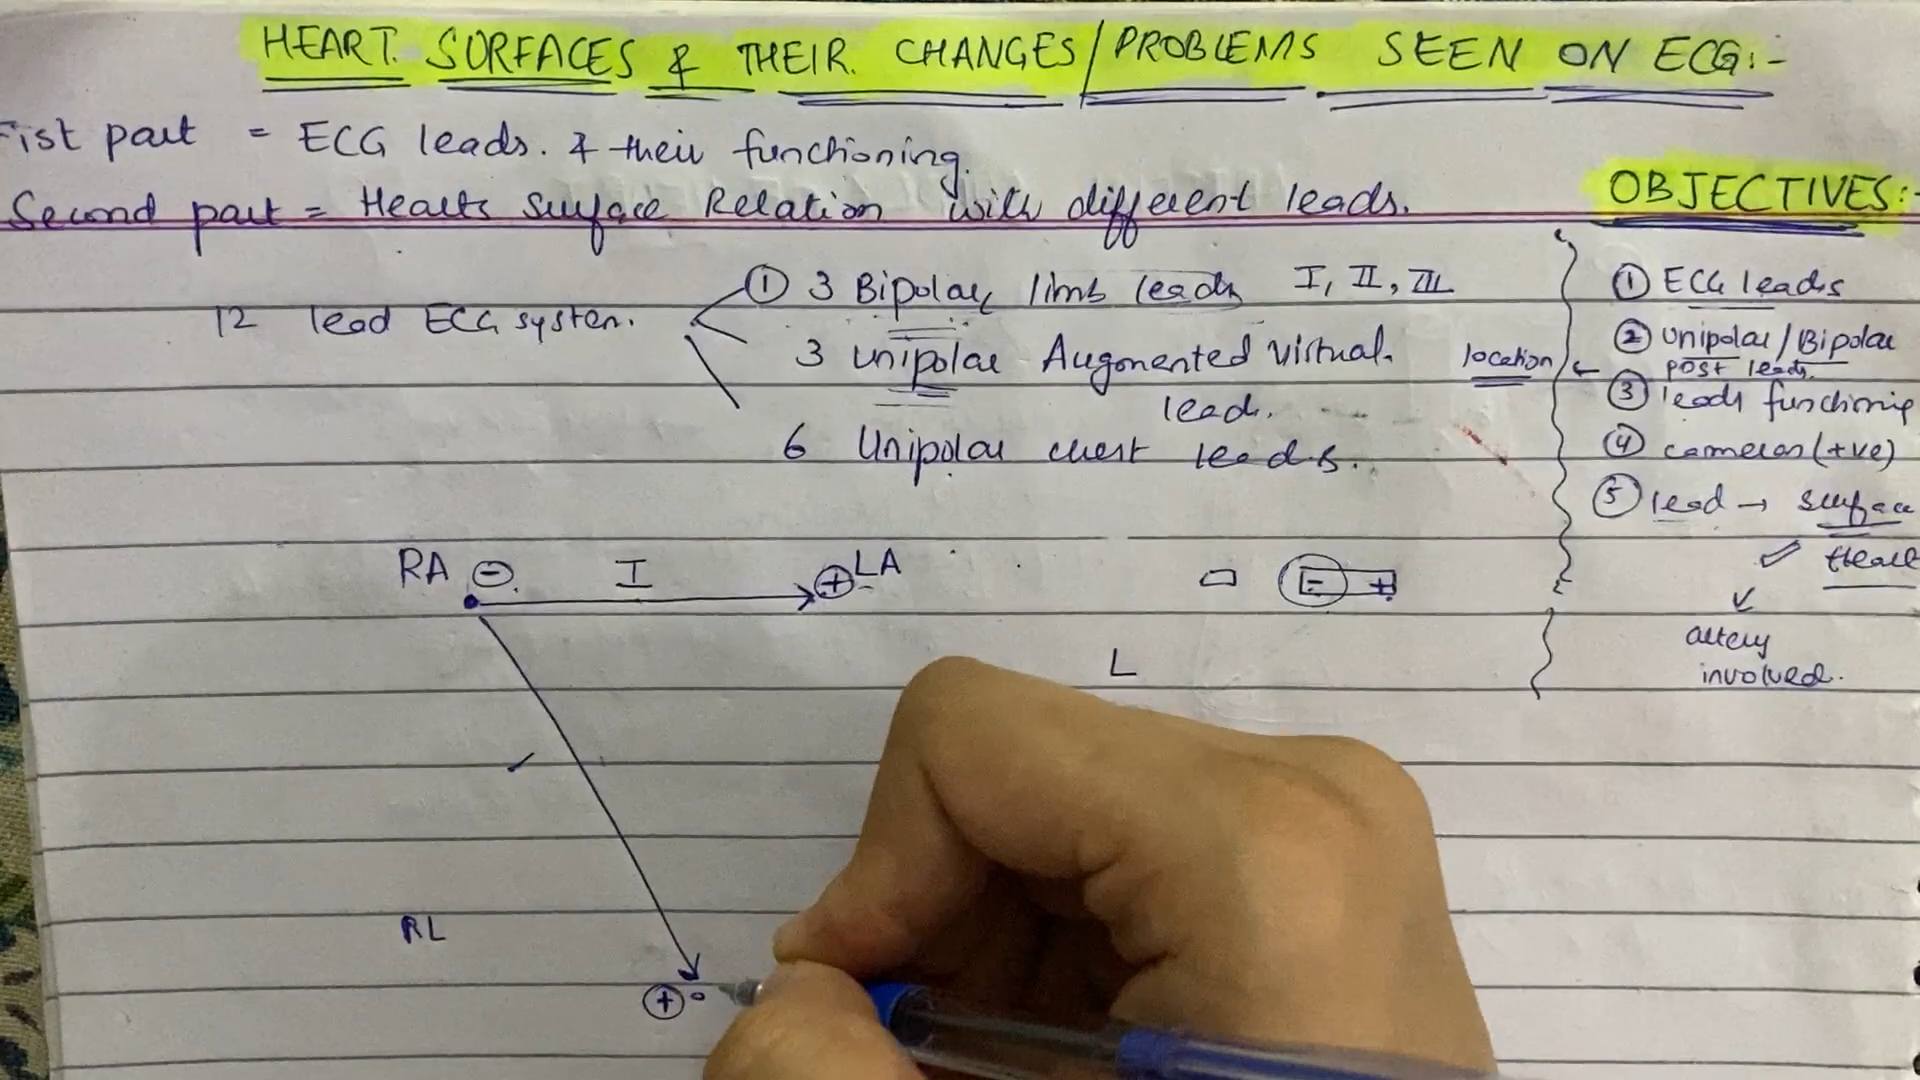 HEART SURFACES & THEIR CHANGES/PROBLEMS SEEN ON ECG:-
Fist part = ECG leads. & their functioning.
Second part = Hearts Surface Relation with different leads.
12 lead ECG system.
① 3 Bipolar limb leads I, II, III
3 unipolar Augmented virtual
lead.
6 Unipolar chest leads.
location
OBJECTIVES:-
① ECG leads
② unipolar/Bipolar
post leads.
③ leads functioning
④ cameras (+ve)
⑤ lead → surface
Heart
artery
involved.
RA ⊖ I ⊕ LA
- +
L
RL
⊕